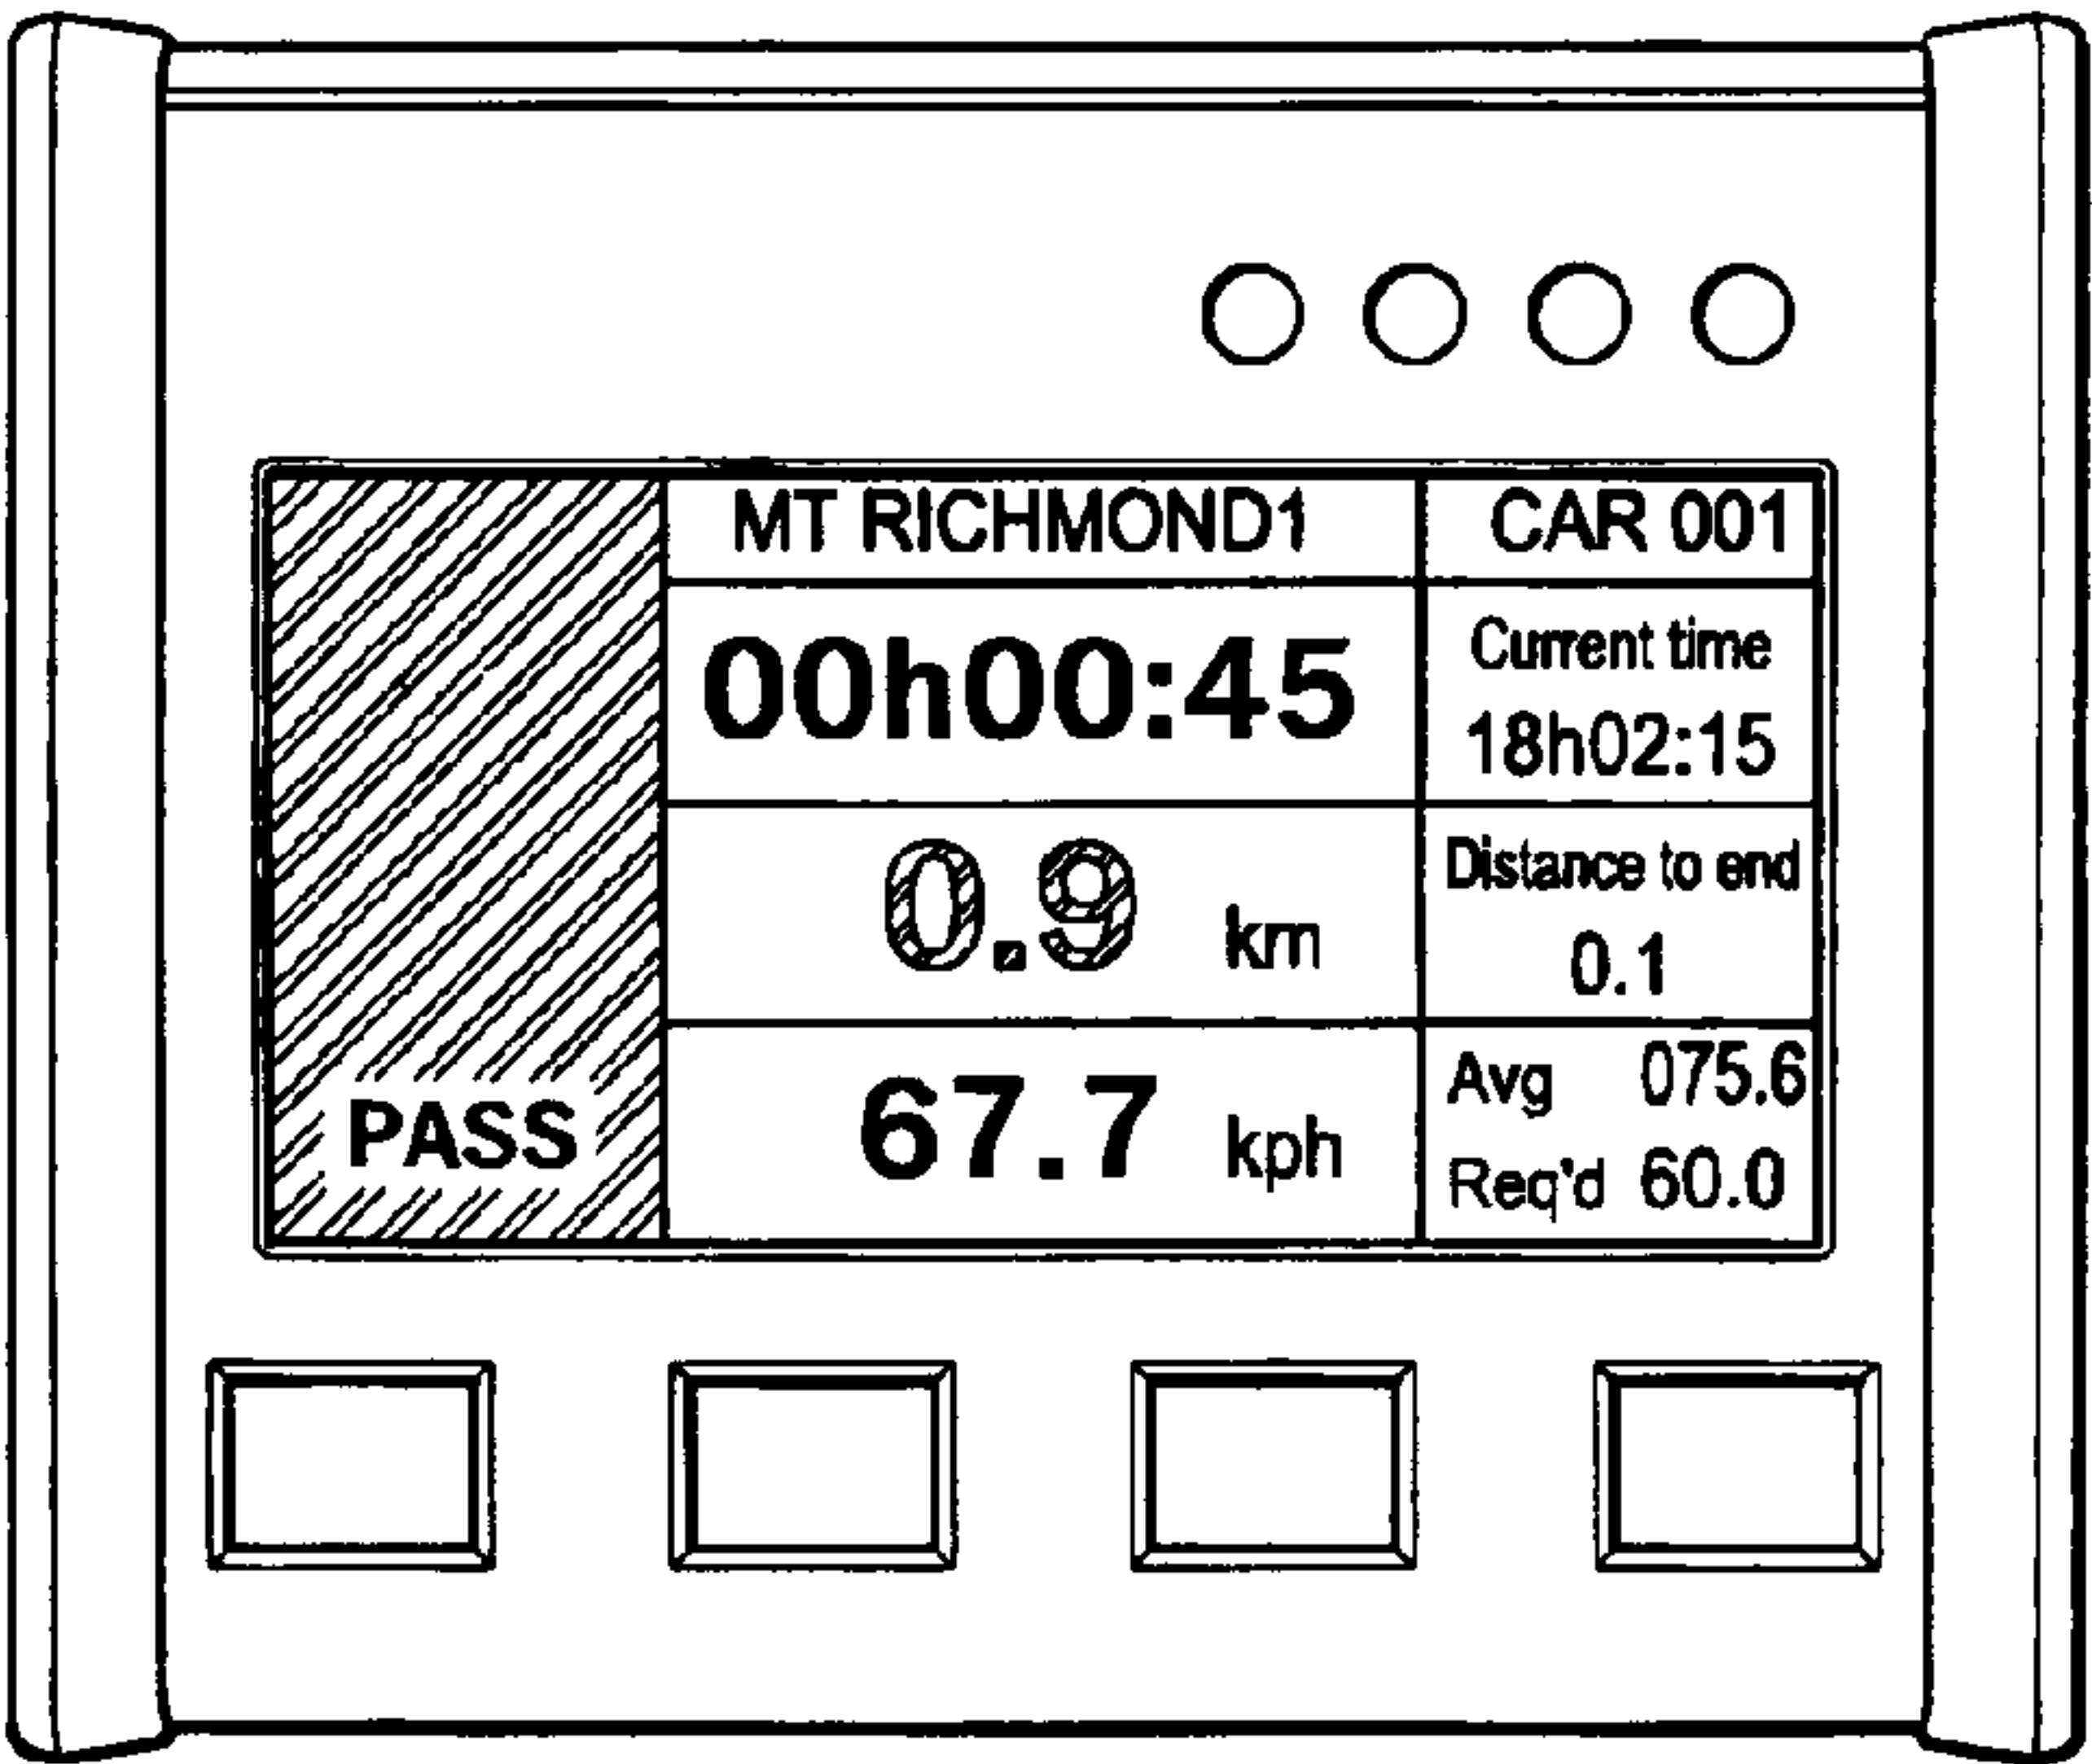 MT RICHMOND1
CAR 001
00h00:45
Current time
18h02:15
0.9 km
Distance to end
0.1
67.7 kph
Avg 075.6
Req'd 60.0
PASS